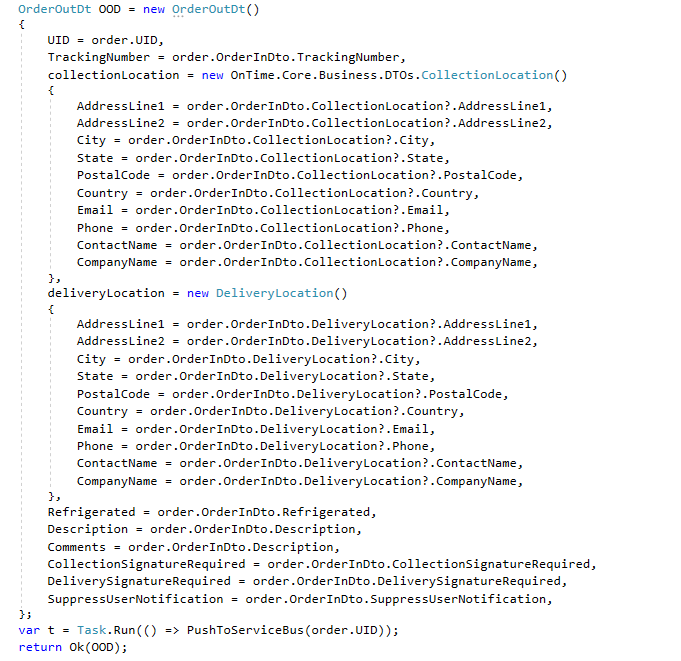 OrderOutDt OOD = new OrderOutDt()
{
UID = order.UID,
TrackingNumber = order.OrderInDto.TrackingNumber,
collectionLocation = new OnTime.Core.Business.DTOs.CollectionLocation()
{
AddressLine1 = order.OrderInDto.CollectionLocation?.AddressLine1,
AddressLine2 = order.OrderInDto.CollectionLocation?.AddressLine2,
City = order.OrderInDto.CollectionLocation?.City,
State = order.OrderInDto.CollectionLocation?.State,
PostalCode = order.OrderInDto.CollectionLocation?.PostalCode,
Country = order.OrderInDto.CollectionLocation?.Country,
Email = order.OrderInDto.CollectionLocation?.Email,
Phone = order.OrderInDto.CollectionLocation?.Phone,
ContactName = order.OrderInDto.CollectionLocation?.ContactName,
CompanyName = order.OrderInDto.CollectionLocation?.CompanyName,
},
deliveryLocation = new DeliveryLocation()
{
AddressLine1 = order.OrderInDto.DeliveryLocation?.AddressLine1,
AddressLine2 = order.OrderInDto.DeliveryLocation?.AddressLine2,
City = order.OrderInDto.DeliveryLocation?.City,
State = order.OrderInDto.DeliveryLocation?.State,
PostalCode = order.OrderInDto.DeliveryLocation?.PostalCode,
Country = order.OrderInDto.DeliveryLocation?.Country,
Email = order.OrderInDto.DeliveryLocation?.Email,
Phone = order.OrderInDto.DeliveryLocation?.Phone,
ContactName = order.OrderInDto.DeliveryLocation?.ContactName,
CompanyName = order.OrderInDto.DeliveryLocation?.CompanyName,
},
Refrigerated = order.OrderInDto.Refrigerated,
Description = order.OrderInDto.Description,
Comments = order.OrderInDto.Description,
CollectionSignatureRequired = order.OrderInDto.CollectionSignatureRequired,
DeliverySignatureRequired = order.OrderInDto.DeliverySignatureRequired,
SuppressUserNotification = order.OrderInDto.SuppressUserNotification,
};
var t = Task.Run(() => PushToServiceBus(order.UID));
return Ok(OOD);